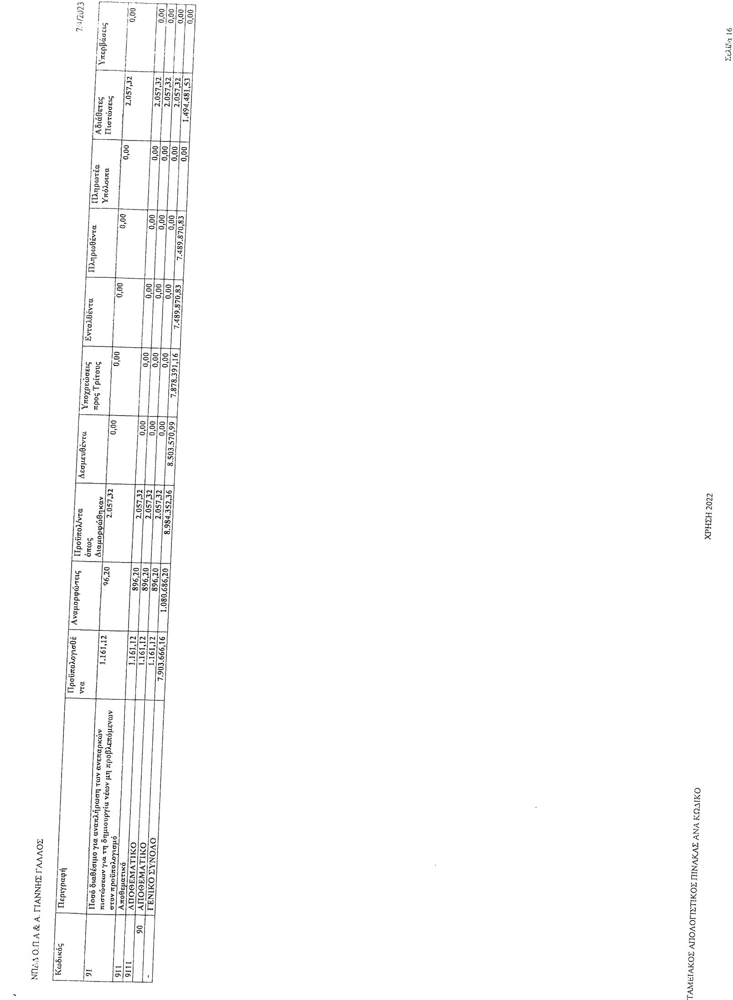 ΝΠΔΔ Ο.Π.Α & Α. ΓΙΑΝΝΗΣ ΓΑΛΛΟΣ 7/4/2023
Κωδικός Περιγραφή Προϋπολογισθέ Αναμορφώσεις Προϋπολ/ντα Δεσμευθέντα Υποχρεώσεις Ενταλθέντα Πληρωθέντα Πληρωτέα Αδιάθετες Υπερβάσεις
ντα όπως προς Τρίτους Υπόλοιπα Πιστώσεις
Διαμορφώθηκαν
91 Ποσό διαθέσιμο για αναπλήρωση των ανεπαρκών 1.161,12 96,20 2.057,32 0,00 0,00 0,00 0,00 0,00 2.057,32 0,00
πιστώσεων για τη δημιουργία νέων μη προβλεπόμενων
στον προϋπολογισμό
911 Αποθεματικό 1.161,12 896,20 2.057,32 0,00 0,00 0,00 0,00 0,00 2.057,32 0,00
9111 ΑΠΟΘΕΜΑΤΙΚΟ 1.161,12 896,20 2.057,32 0,00 0,00 0,00 0,00 0,00 2.057,32 0,00
90 ΑΠΟΘΕΜΑΤΙΚΟ 1.161,12 896,20 2.057,32 0,00 0,00 0,00 0,00 0,00 2.057,32 0,00
- ΓΕΝΙΚΟ ΣΥΝΟΛΟ 7.903.666,16 1.080.686,20 8.984.352,36 8.503.570,99 7.878.391,16 7.489.870,83 7.489.870,83 0,00 1.494.481,53 0,00
ΤΑΜΕΙΑΚΟΣ ΑΠΟΛΟΓΙΣΤΙΚΟΣ ΠΙΝΑΚΑΣ ΑΝΑ ΚΩΔΙΚΟ ΧΡΗΣΗ 2022
Σελίδα 16